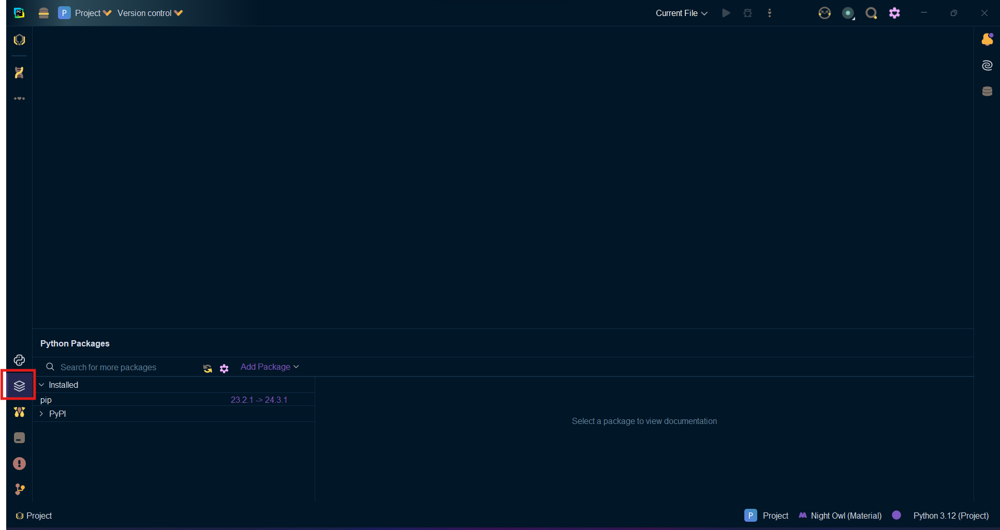 PC
P Project Version control
Current File
Python Packages
Search for more packages
Add Package
Installed
pip 23.2.1 -> 24.3.1
PyPI
Select a package to view documentation
Project
P Project
Night Owl (Material)
Python 3.12 (Project)